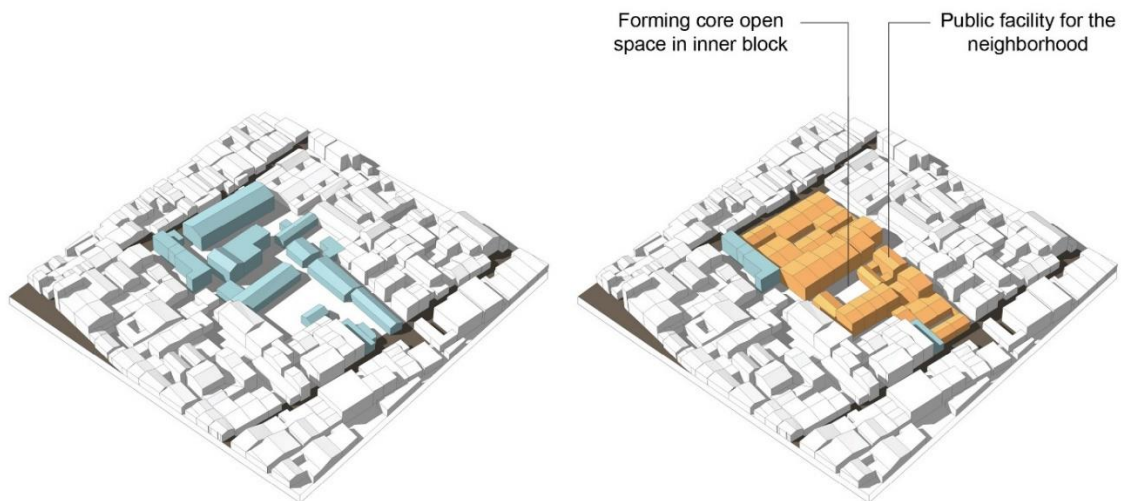 Forming core open
space in inner block
Public facility for the
neighborhood